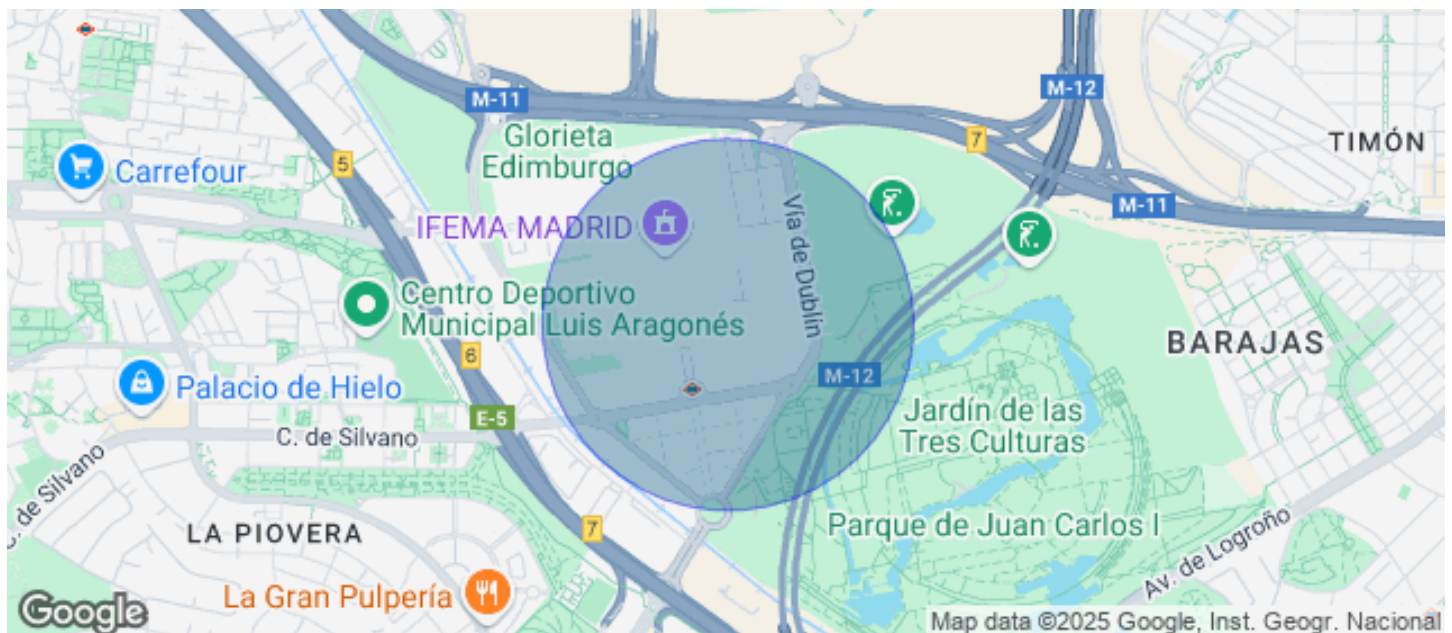 M-12
M-11
Glorieta
Edimburgo
7
TIMÓN
5
Carrefour
M-11
IFEMA MADRID
Vía de Dublin
Centro Deportivo
Municipal Luis Aragonés
BARAJAS
6
M-12
Palacio de Hielo
E-5
C. de Silvano
Jardín de las
Tres Culturas
C. de Silvano
LA PIOVERA
7
Parque de Juan Carlos I
Av. de Logroño
La Gran Pulpería
Google
Map data ©2025 Google, Inst. Geogr. Nacional